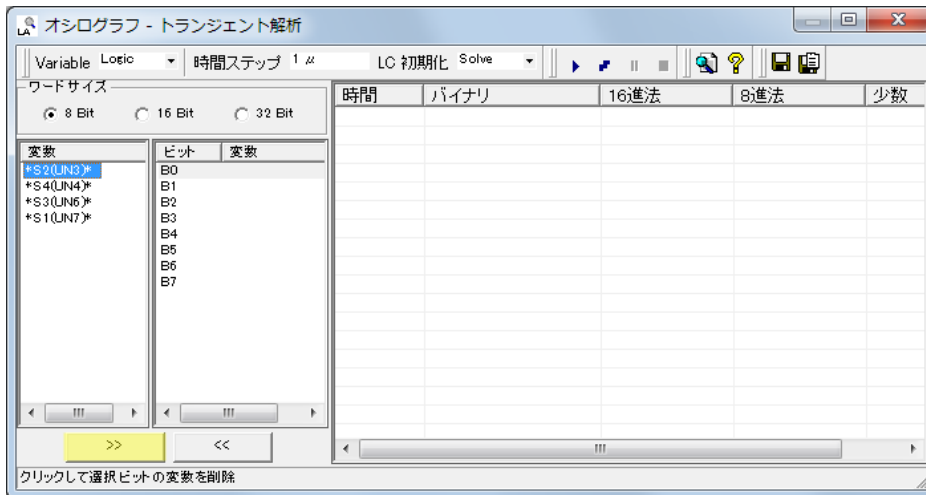 オシログラフ - トランジェント解析
Variable Logic 時間ステップ 1 μ LC 初期化 Solve
ワードサイズ
8 Bit 16 Bit 32 Bit
変数 ビット 変数
*S2(UN3)* B0
*S4(UN4)* B1
*S3(UN6)* B2
*S1(UN7)* B3
B4
B5
B6
B7
>> <<
時間 バイナリ 16進法 8進法 少数
クリックして選択ビットの変数を削除